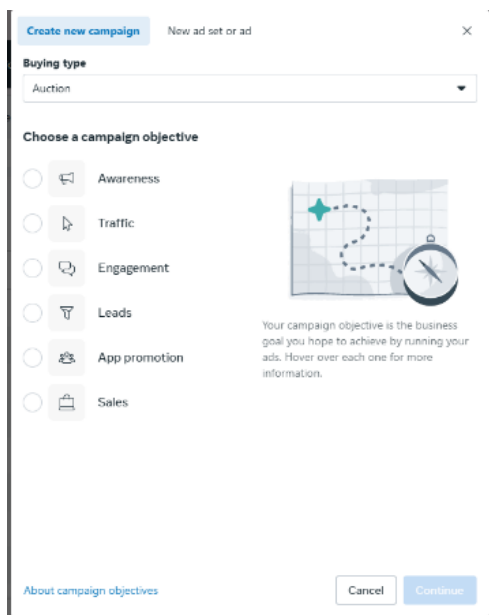 Create new campaign
New ad set or ad
Buying type
Auction
Choose a campaign objective
Awareness
Traffic
Engagement
Leads
App promotion
Sales
Your campaign objective is the business
goal you hope to achieve by running your
ads. Hover over each one for more
information.
About campaign objectives
Cancel
Continue